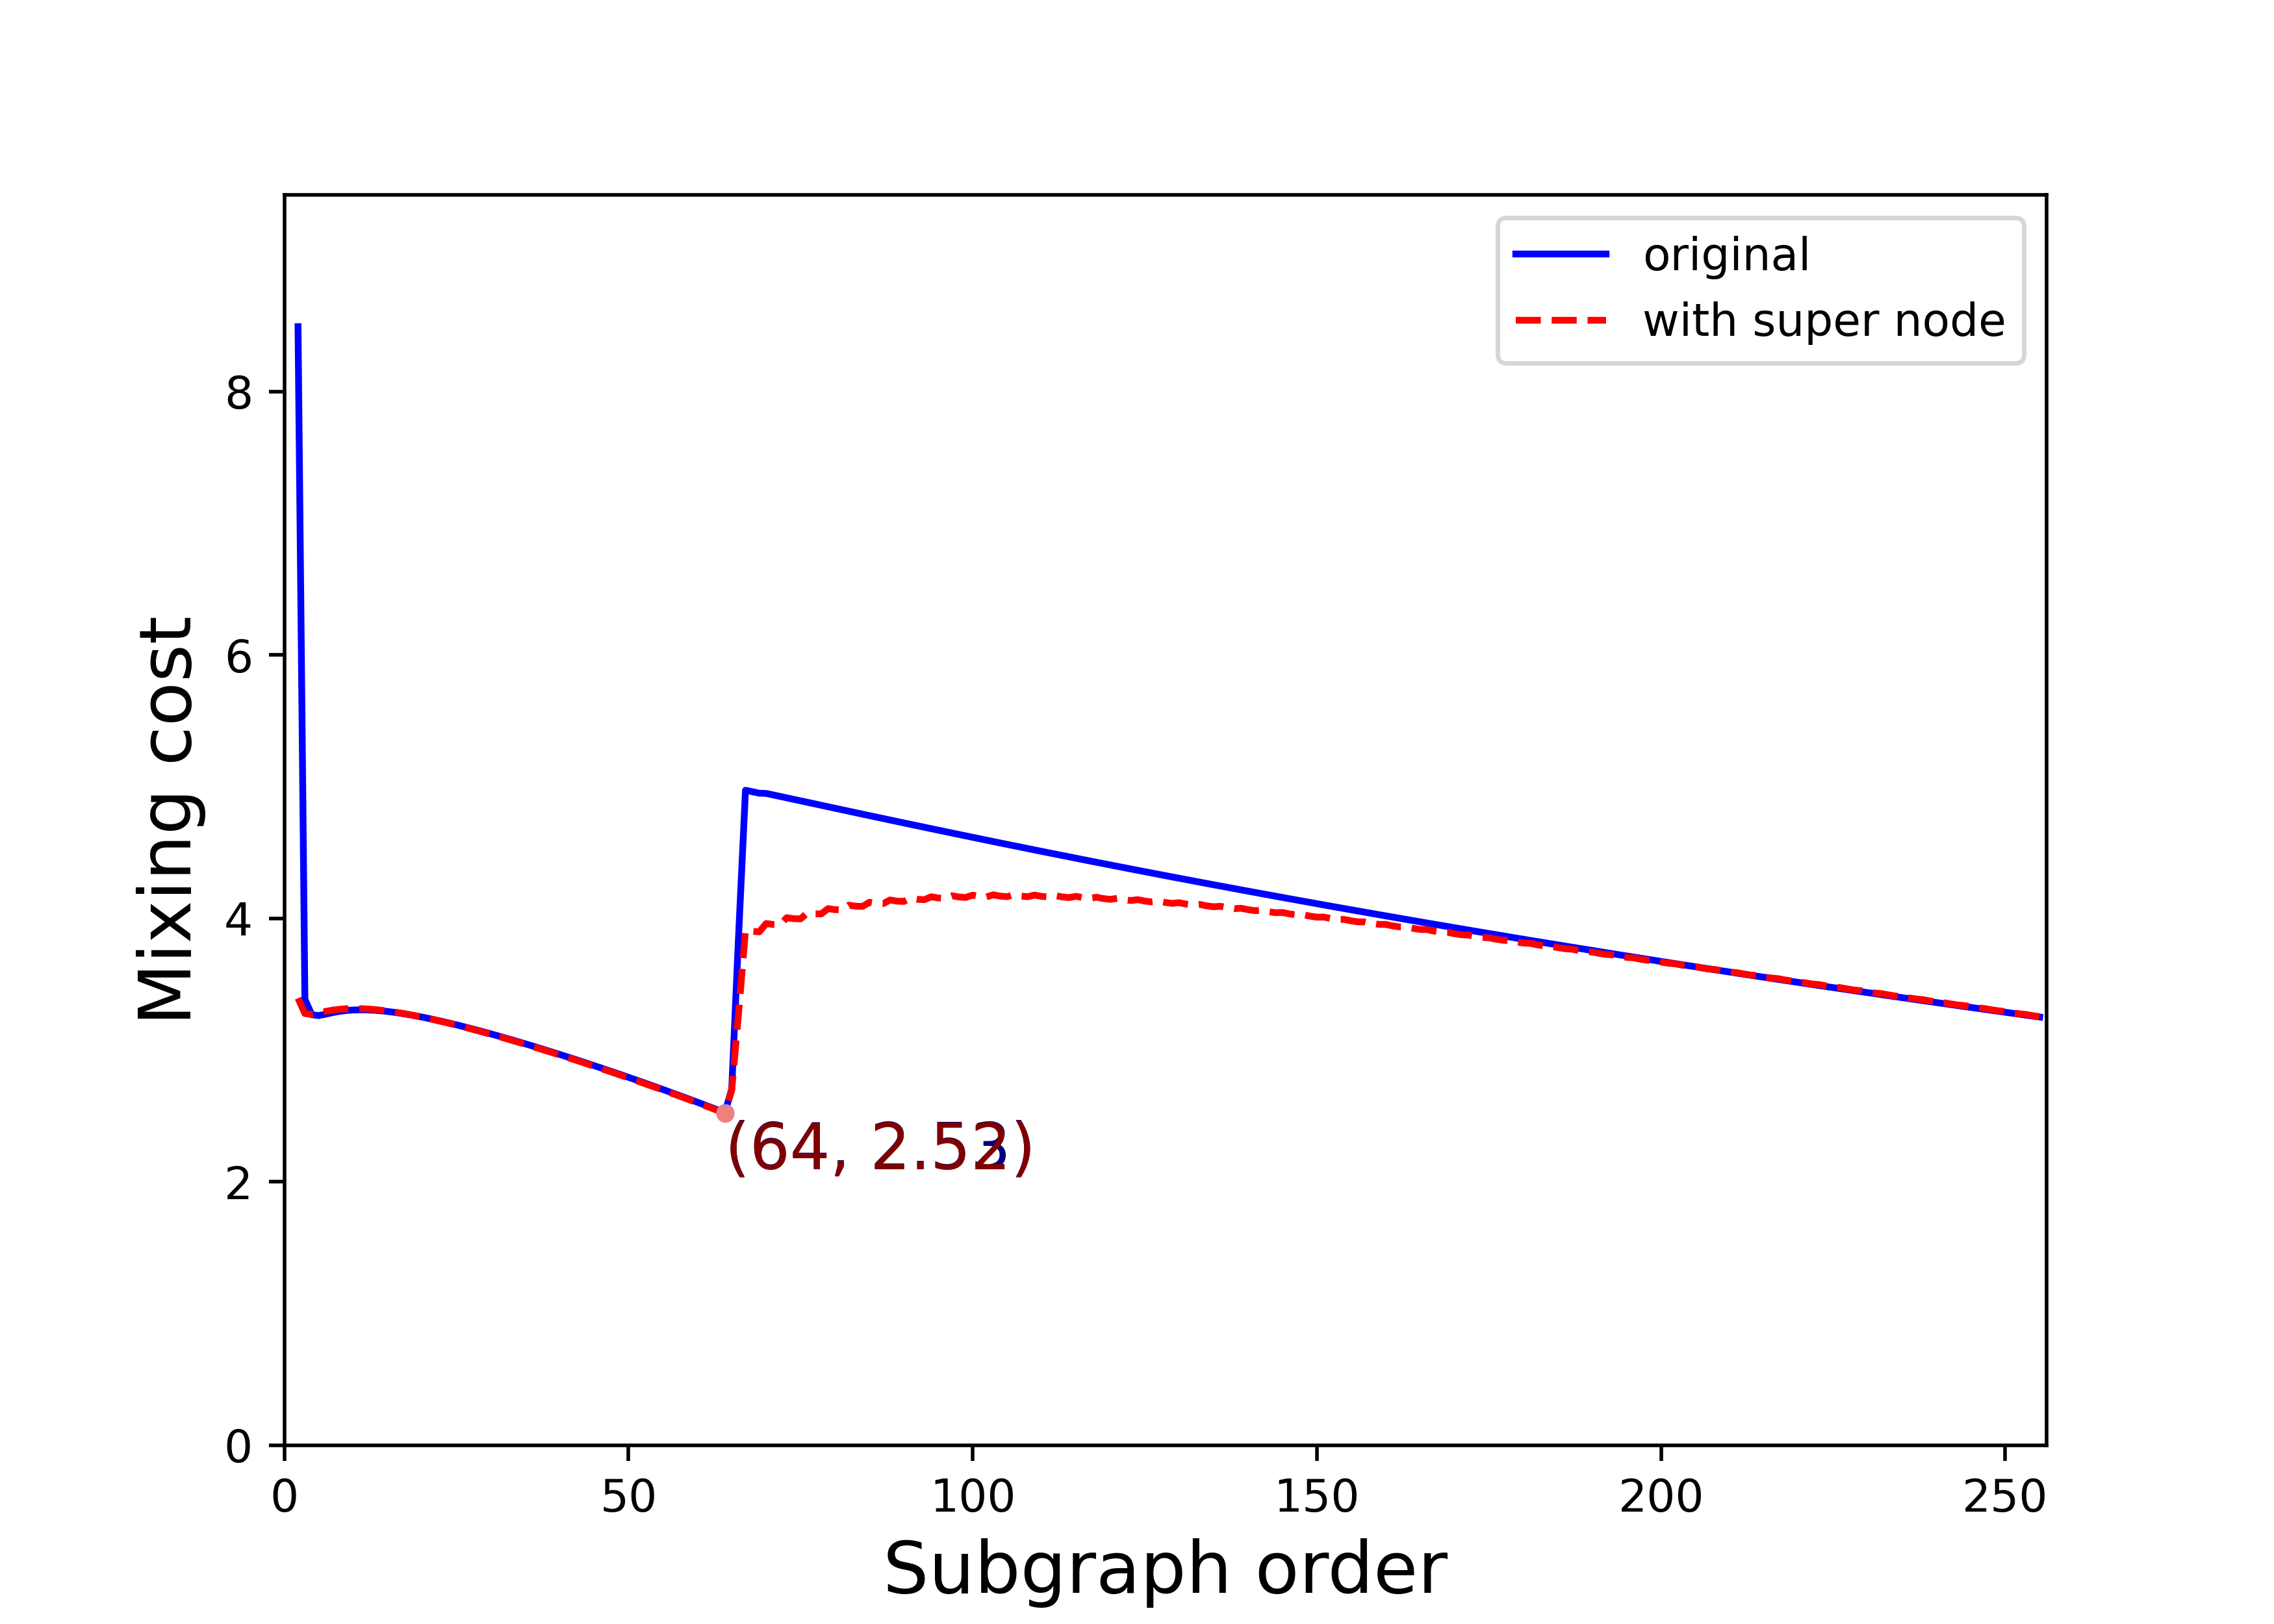 original
with super node
Mixing cost
8
6
4
2
0
(64, 2.52)
0 50 100 150 200 250
Subgraph order